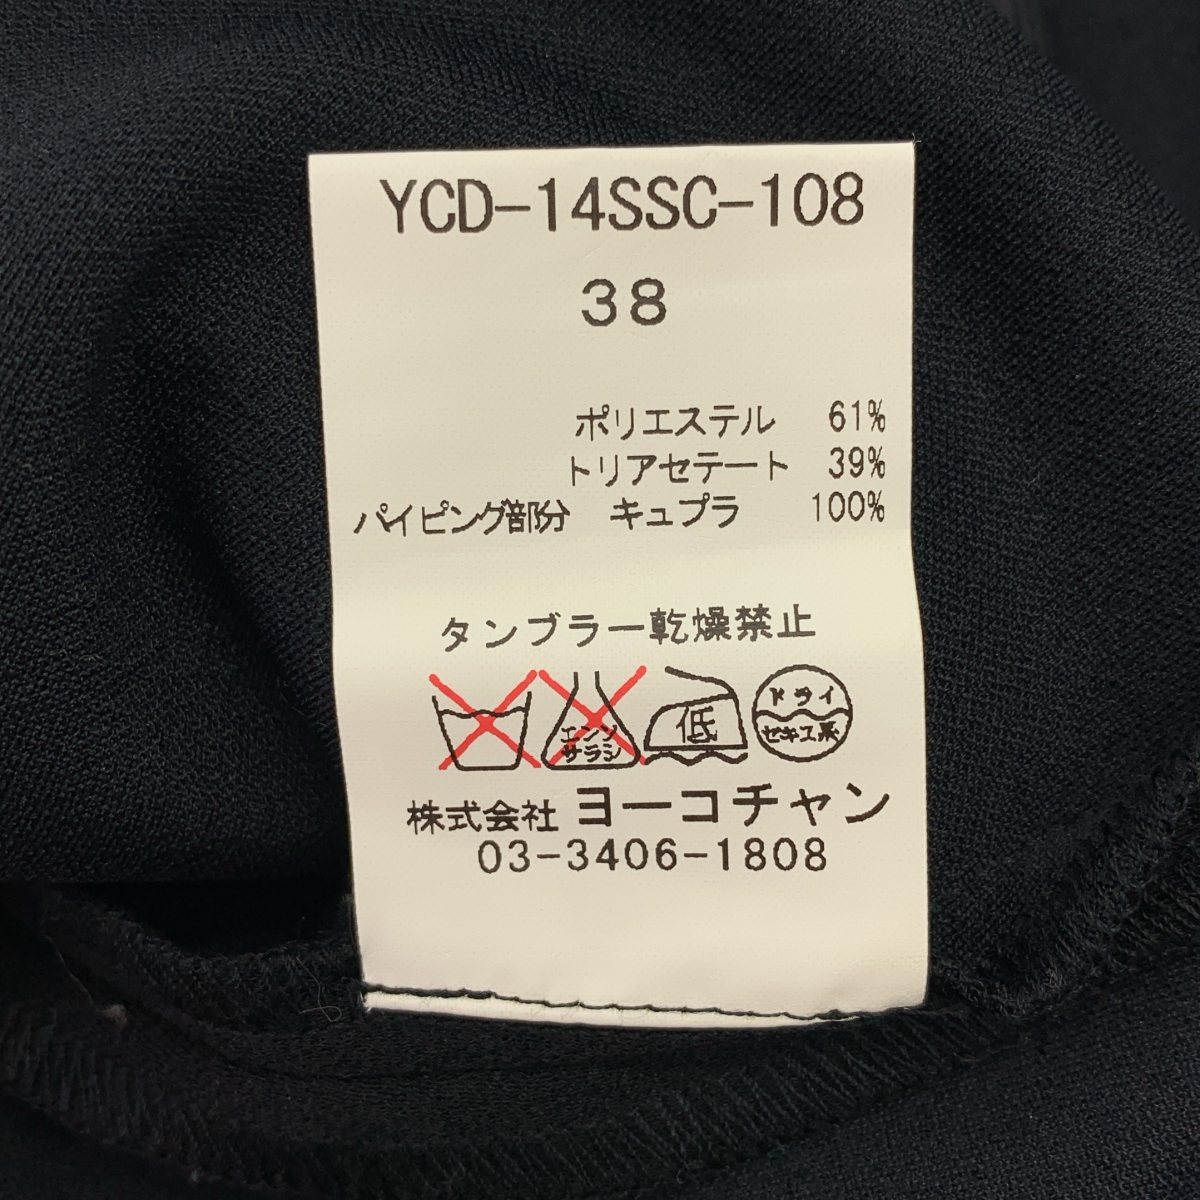 YCD-14SSC-108
38
ポリエステル 61%
トリアセテート 39%
パイピング部分 キュプラ 100%
タンブラー乾燥禁止
エンソ
サラシ
低
ドライ
セキユ系
株式会社 ヨーコチャン
03-3406-1808